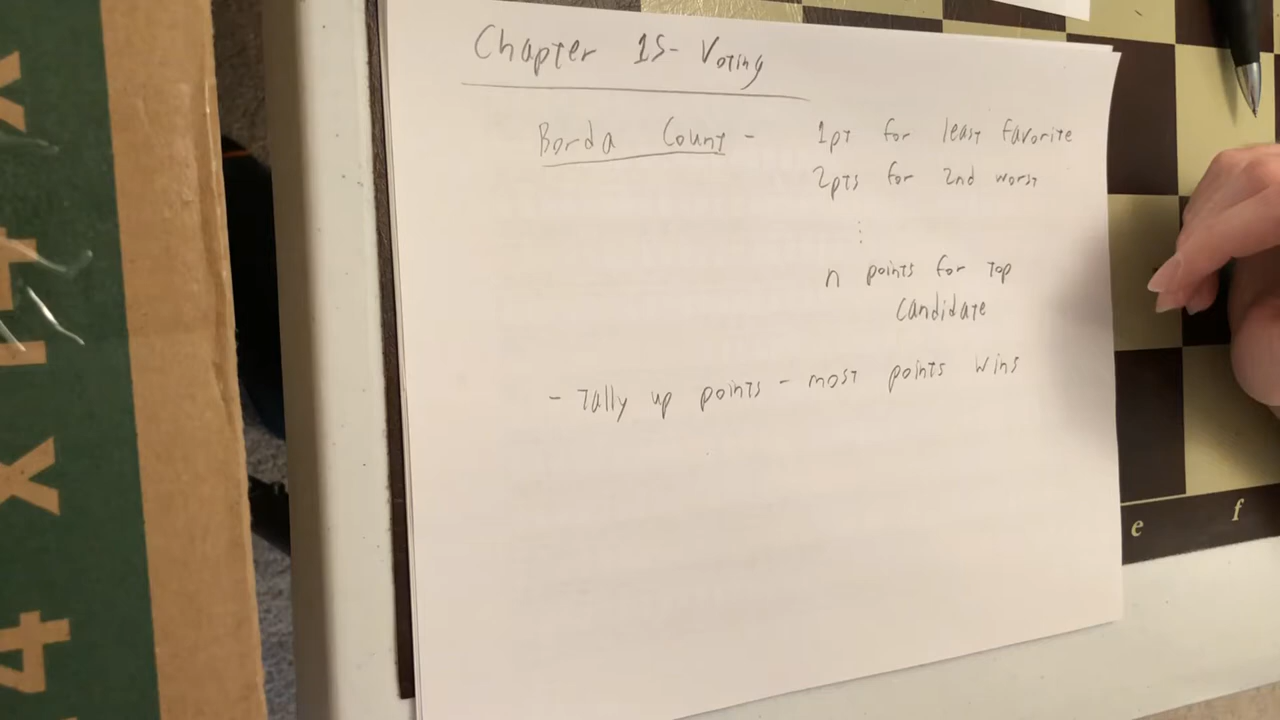 Chapter 15- Voting
Borda Count - 1pt for least favorite
2pts for 2nd worst
⋮
n points for top
candidate
- Tally up points - most points wins
e f
4 X